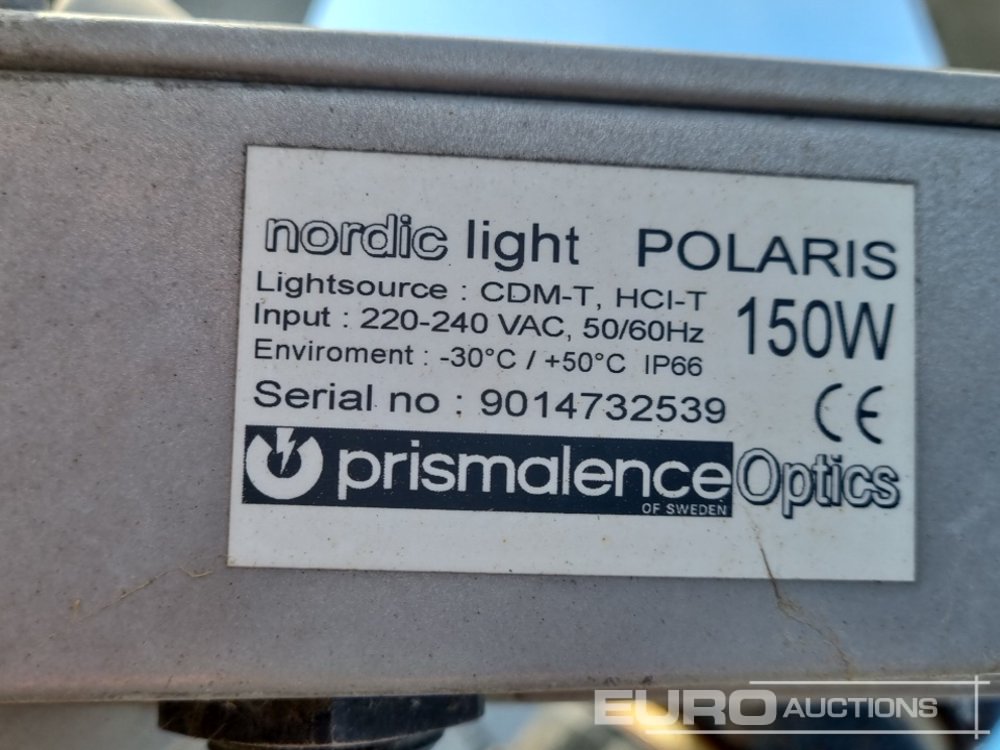 nordic light POLARIS
Lightsource : CDM-T, HCI-T
150W
Input : 220-240 VAC, 50/60Hz
Enviroment : -30°C / +50°C IP66
Serial no : 9014732539
CE
prismalence Optics
OF SWEDEN
EURO AUCTIONS